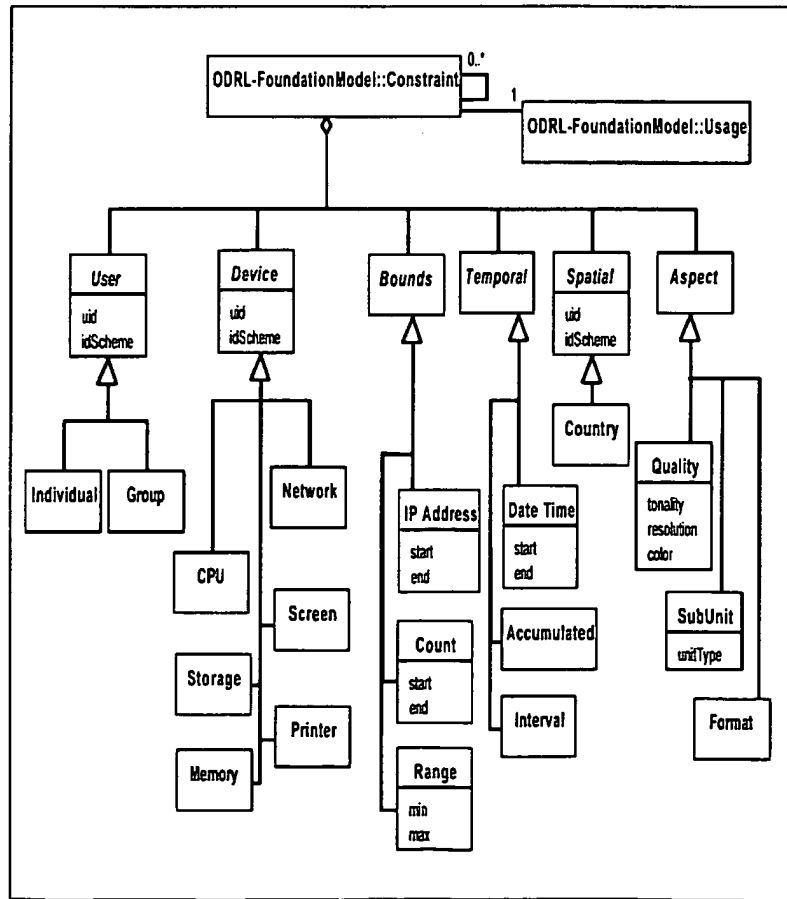 0..*
ODRL-FoundationModel::Constraint
1
ODRL-FoundationModel::Usage
User
uid
idScheme
Device
uid
idScheme
Bounds
Temporal
Spatial
uid
idScheme
Aspect
Individual
Group
Network
CPU
Screen
Storage
Printer
Memory
IP Address
start
end
Count
start
end
Range
min
max
Date Time
start
end
Accumulated
Interval
Country
Quality
tonality
resolution
color
SubUnit
unitType
Format